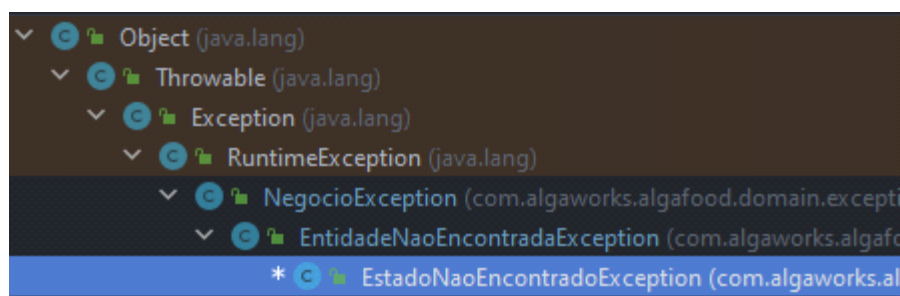 Object (java.lang)
Throwable (java.lang)
Exception (java.lang)
RuntimeException (java.lang)
NegocioException (com.algaworks.algafood.domain.excepti
EntidadeNaoEncontradaException (com.algaworks.algafo
* EstadoNaoEncontradoException (com.algaworks.al